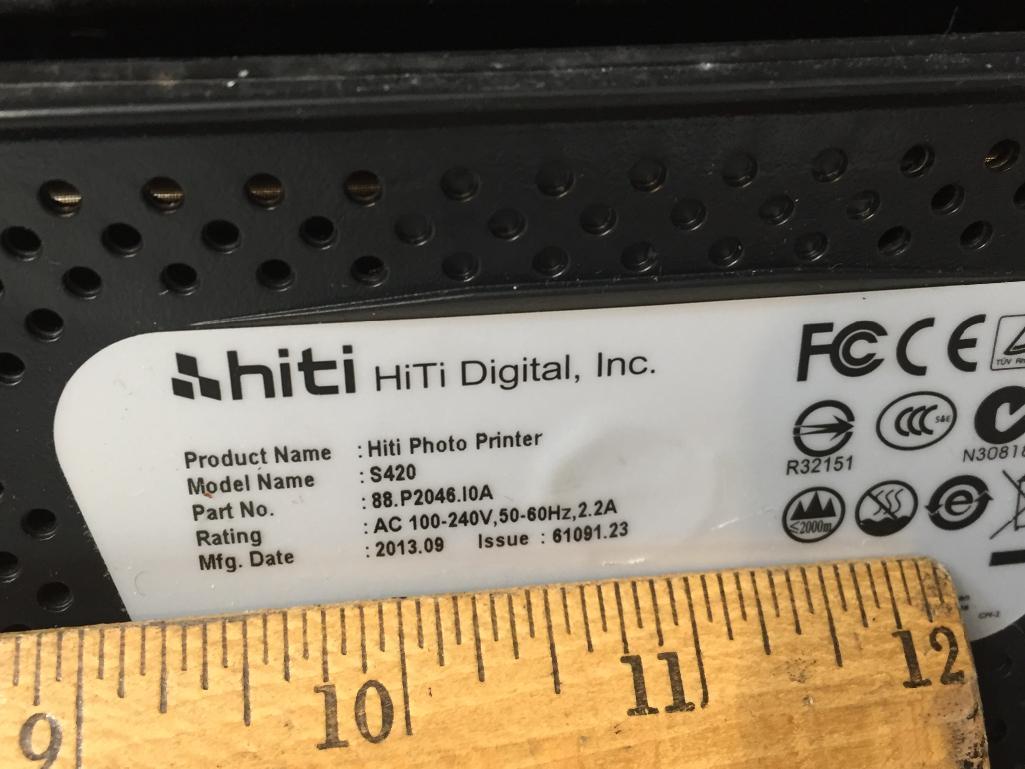 hiti HiTi Digital, Inc.
Product Name : Hiti Photo Printer
Model Name : S420
Part No. : 88.P2046.I0A
Rating : AC 100-240V,50-60Hz,2.2A
Mfg. Date : 2013.09 Issue : 61091.23
FC CE
TÜV
CCC S&E
R32151
≤2000m
e
9 10 11 12